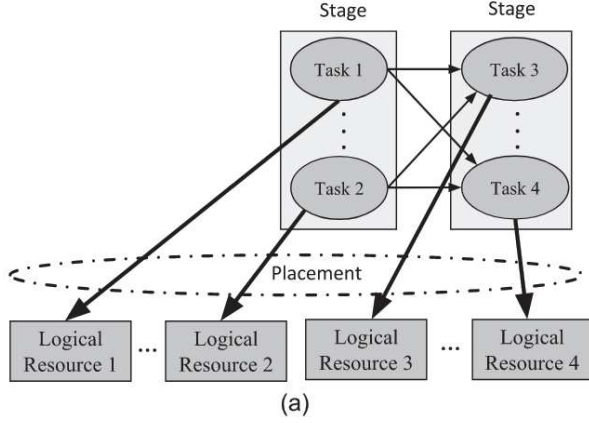 Stage Stage
Task 1 Task 3
Task 2 Task 4
Placement
Logical Logical Logical Logical
Resource 1 ... Resource 2 Resource 3 ... Resource 4
(a)